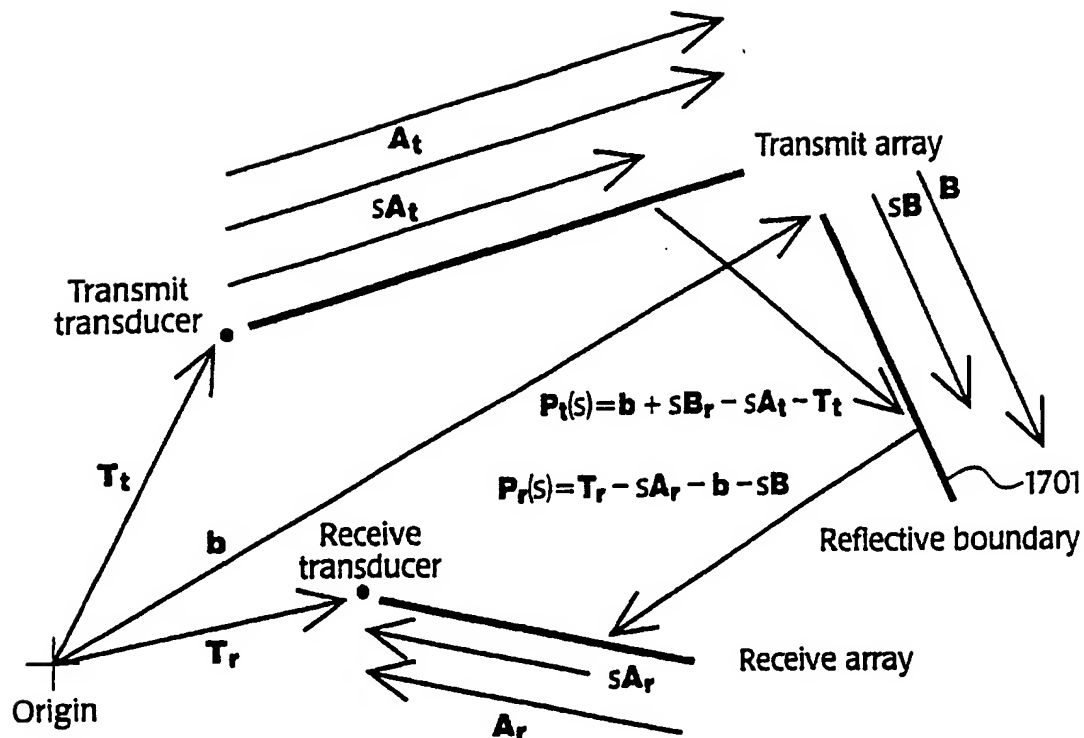 At
Transmit array
sAt
B
sB
Transmit
transducer
Pt(s)=b + sBr – sAt – Tt
Tt
Pr(s)=Tr – sAr – b – sB
1701
b
Receive
transducer
Reflective boundary
Tr
Receive array
sAr
Origin
Ar